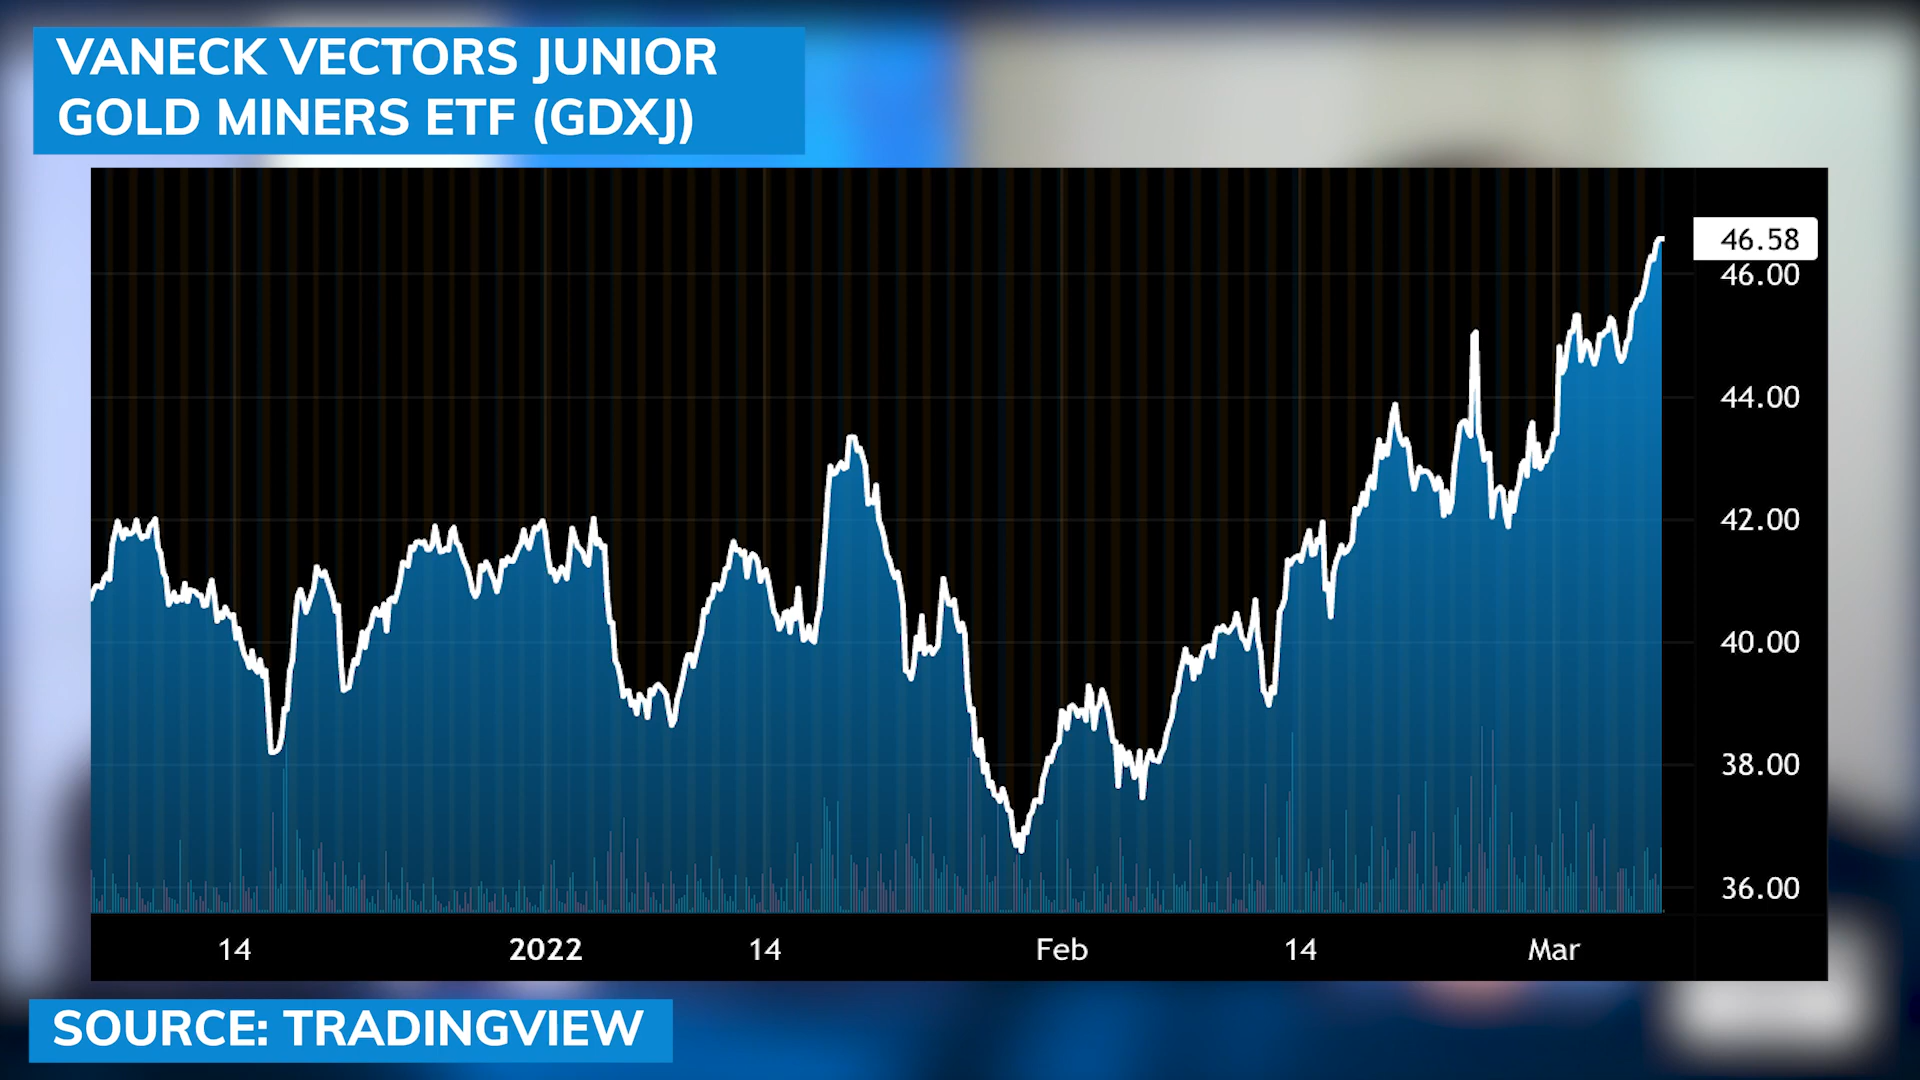 VANECK VECTORS JUNIOR
GOLD MINERS ETF (GDXJ)
46.58
46.00
44.00
42.00
40.00
38.00
36.00
14 2022 14 Feb 14 Mar
SOURCE: TRADINGVIEW